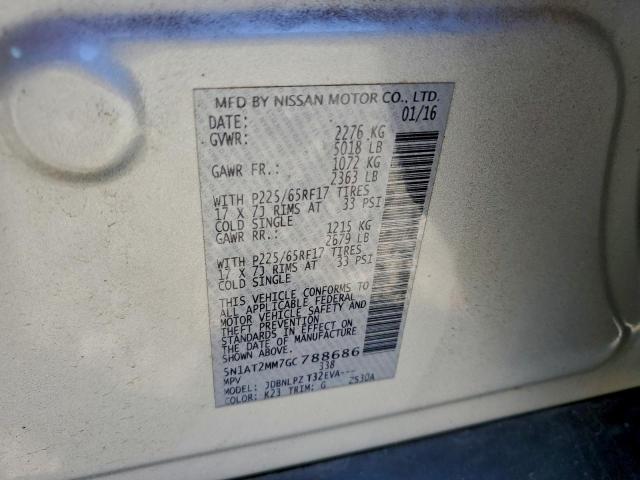 MFD BY NISSAN MOTOR CO., LTD.
DATE: 01/16
GVWR: 2276 KG
5018 LB
GAWR FR.: 1072 KG
2363 LB
WITH P225/65RF17 TIRES
17 X 7J RIMS AT 33 PSI
COLD SINGLE
GAWR RR.: 1215 KG
2679 LB
WITH P225/65RF17 TIRES
17 X 7J RIMS AT 33 PSI
COLD SINGLE
THIS VEHICLE CONFORMS TO
ALL APPLICABLE FEDERAL
MOTOR VEHICLE SAFETY AND
THEFT PREVENTION
STANDARDS IN EFFECT ON
THE DATE OF MANUFACTURE
SHOWN ABOVE.
5N1AT2MM7GC788686
MPV 338
MODEL: JDBNLPZ T32EVA---
COLOR: K23 TRIM: G 2530A